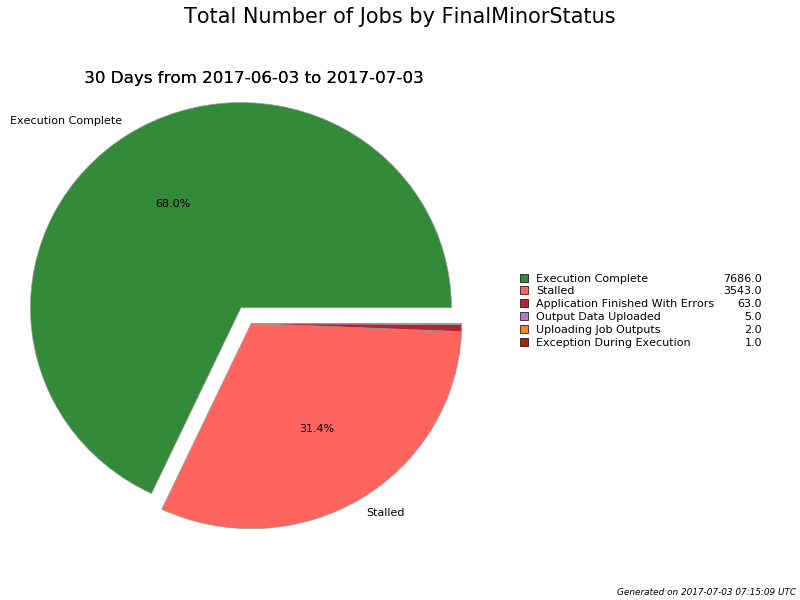 Total Number of Jobs by FinalMinorStatus
30 Days from 2017-06-03 to 2017-07-03
Execution Complete
68.0%
31.4%
Stalled
Execution Complete 7686.0
Stalled 3543.0
Application Finished With Errors 63.0
Output Data Uploaded 5.0
Uploading Job Outputs 2.0
Exception During Execution 1.0
Generated on 2017-07-03 07:15:09 UTC